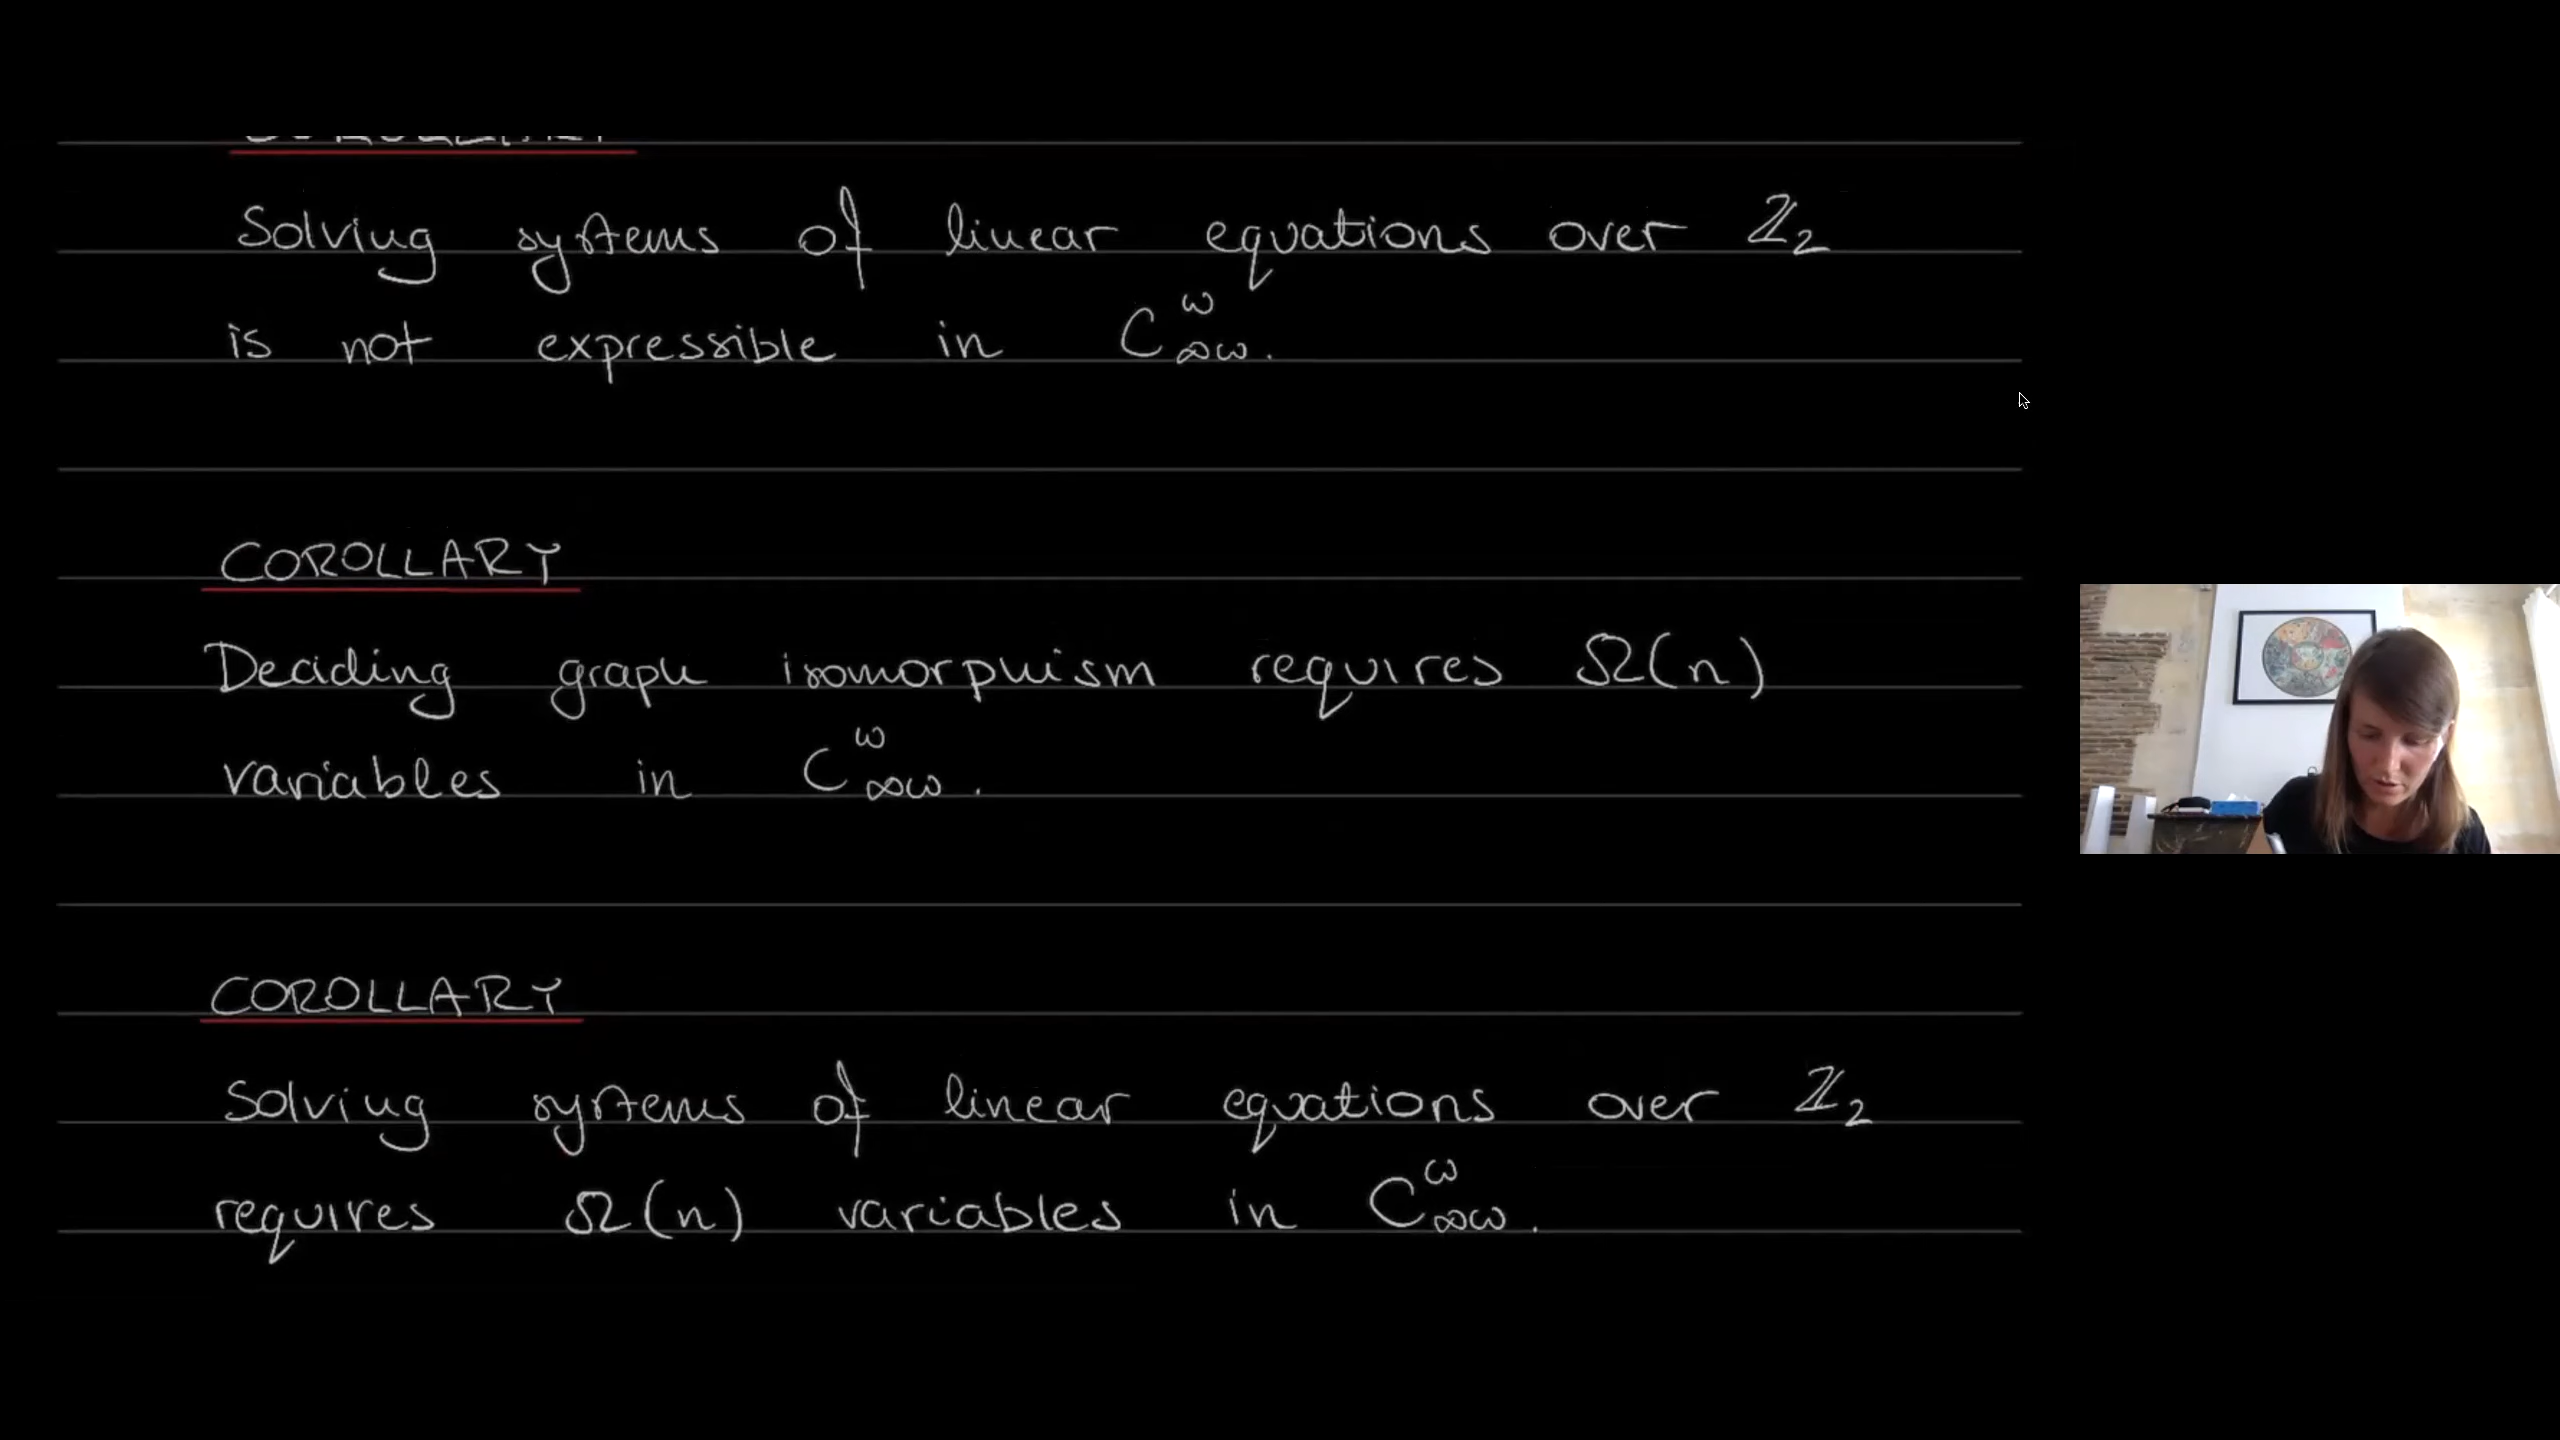 COROLLARY
Solving systems of linear equations over ℤ₂
is not expressible in C^ω_∞ω.
COROLLARY
Deciding graph isomorphism requires Ω(n)
variables in C^ω_∞ω.
COROLLARY
Solving systems of linear equations over ℤ₂
requires Ω(n) variables in C^ω_∞ω.